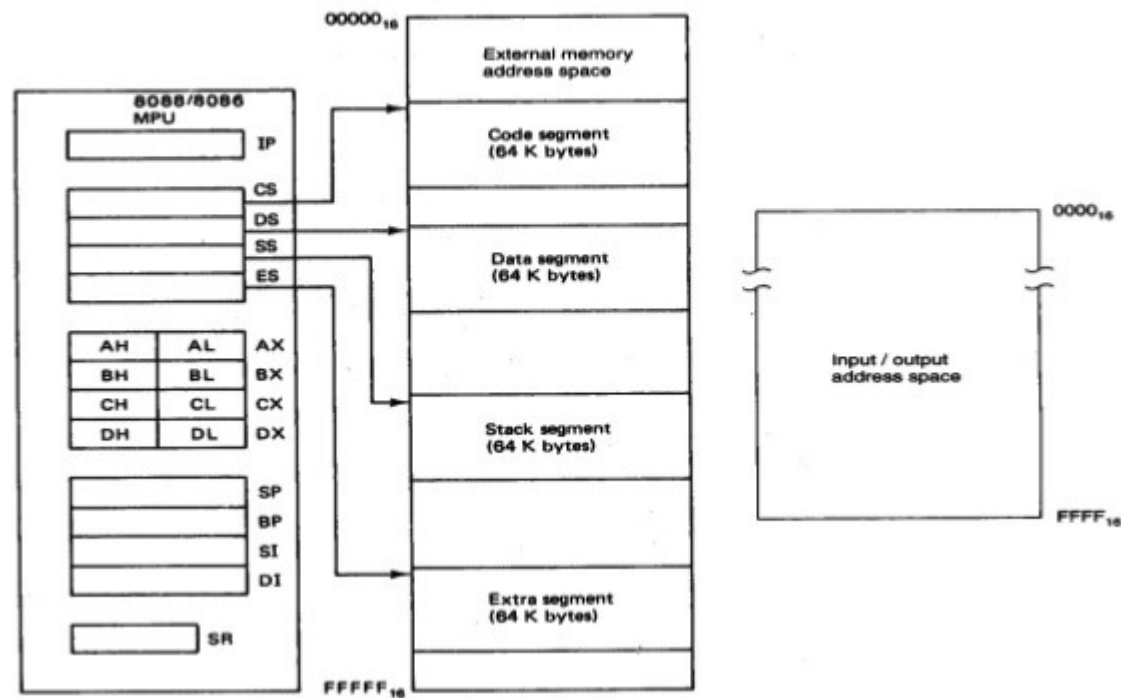 8088/8086
MPU
IP
CS
DS
SS
ES
AH AL AX
BH BL BX
CH CL CX
DH DL DX
SP
BP
SI
DI
SR
00000₁₆
External memory
address space
Code segment
(64 K bytes)
Data segment
(64 K bytes)
Stack segment
(64 K bytes)
Extra segment
(64 K bytes)
FFFFF₁₆
0000₁₆
Input / output
address space
FFFF₁₆